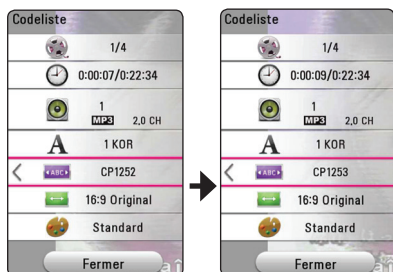 Codeliste
1/4
0:00:07/0:22:34
1
MP3 2,0 CH
A 1 KOR
ABC CP1252
16:9 Original
Standard
Fermer
Codeliste
1/4
0:00:09/0:22:34
1
MP3 2,0 CH
A 1 KOR
ABC CP1253
16:9 Original
Standard
Fermer